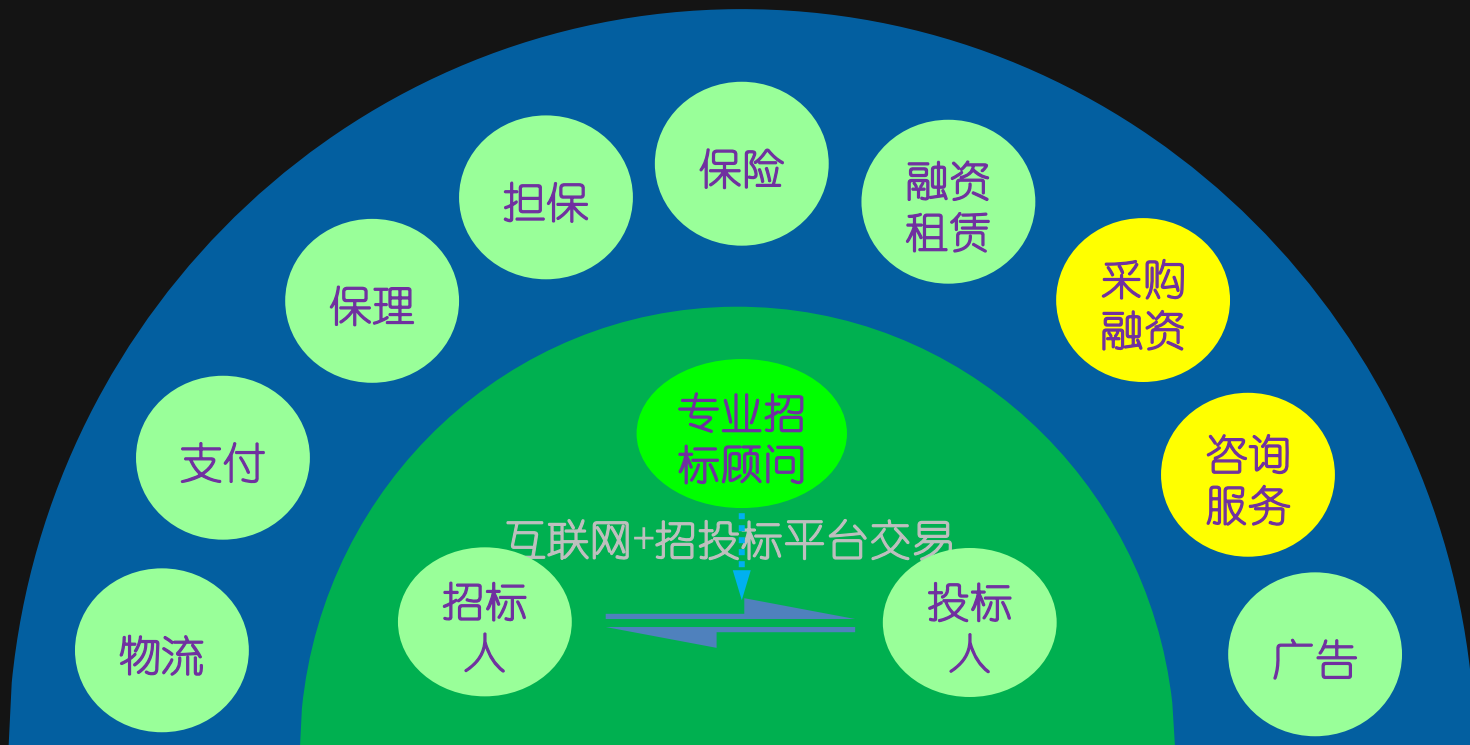 保险
担保
融资
租赁
保理
采购
融资
支付
咨询
服务
物流
广告
专业招
标顾问
互联网+招投标平台交易
招标
人
投标
人